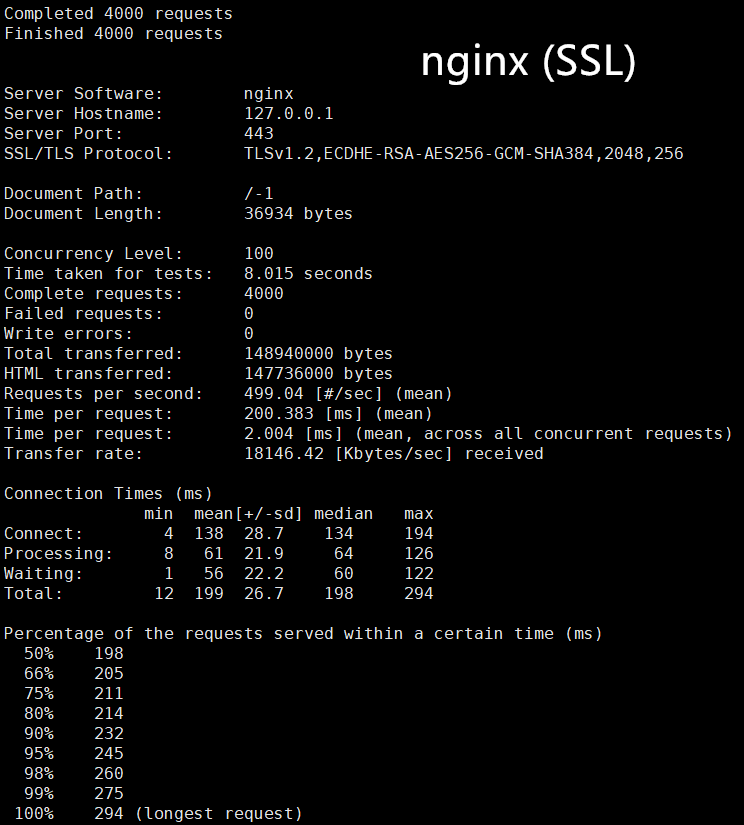 Completed 4000 requests
Finished 4000 requests
nginx (SSL)
Server Software: nginx
Server Hostname: 127.0.0.1
Server Port: 443
SSL/TLS Protocol: TLSv1.2,ECDHE-RSA-AES256-GCM-SHA384,2048,256
Document Path: /-1
Document Length: 36934 bytes
Concurrency Level: 100
Time taken for tests: 8.015 seconds
Complete requests: 4000
Failed requests: 0
Write errors: 0
Total transferred: 148940000 bytes
HTML transferred: 147736000 bytes
Requests per second: 499.04 [#/sec] (mean)
Time per request: 200.383 [ms] (mean)
Time per request: 2.004 [ms] (mean, across all concurrent requests)
Transfer rate: 18146.42 [Kbytes/sec] received
Connection Times (ms)
min mean[+/-sd] median max
Connect: 4 138 28.7 134 194
Processing: 8 61 21.9 64 126
Waiting: 1 56 22.2 60 122
Total: 12 199 26.7 198 294
Percentage of the requests served within a certain time (ms)
50% 198
66% 205
75% 211
80% 214
90% 232
95% 245
98% 260
99% 275
100% 294 (longest request)